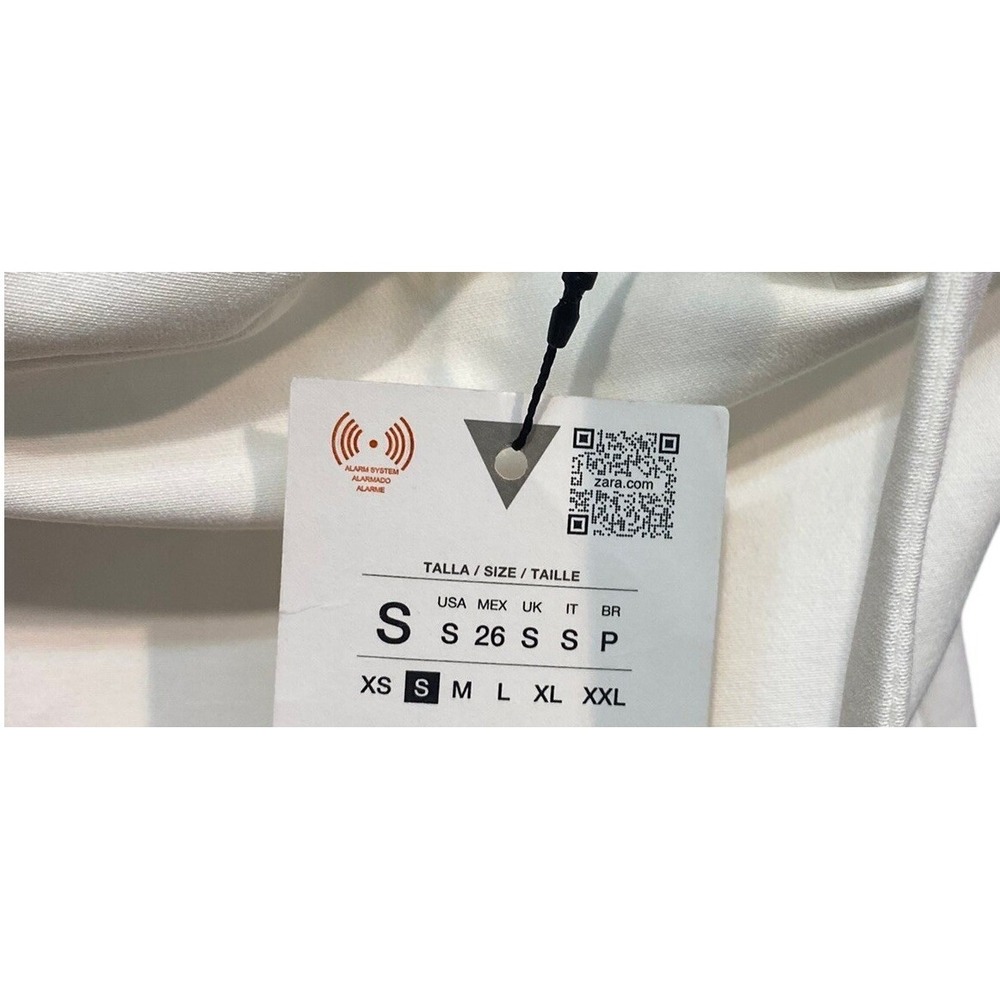 ALARM SYSTEM
ALARMADO
ALARME
zara.com
TALLA / SIZE / TAILLE
S
USA MEX UK IT BR
S 26 S S P
XS S M L XL XXL